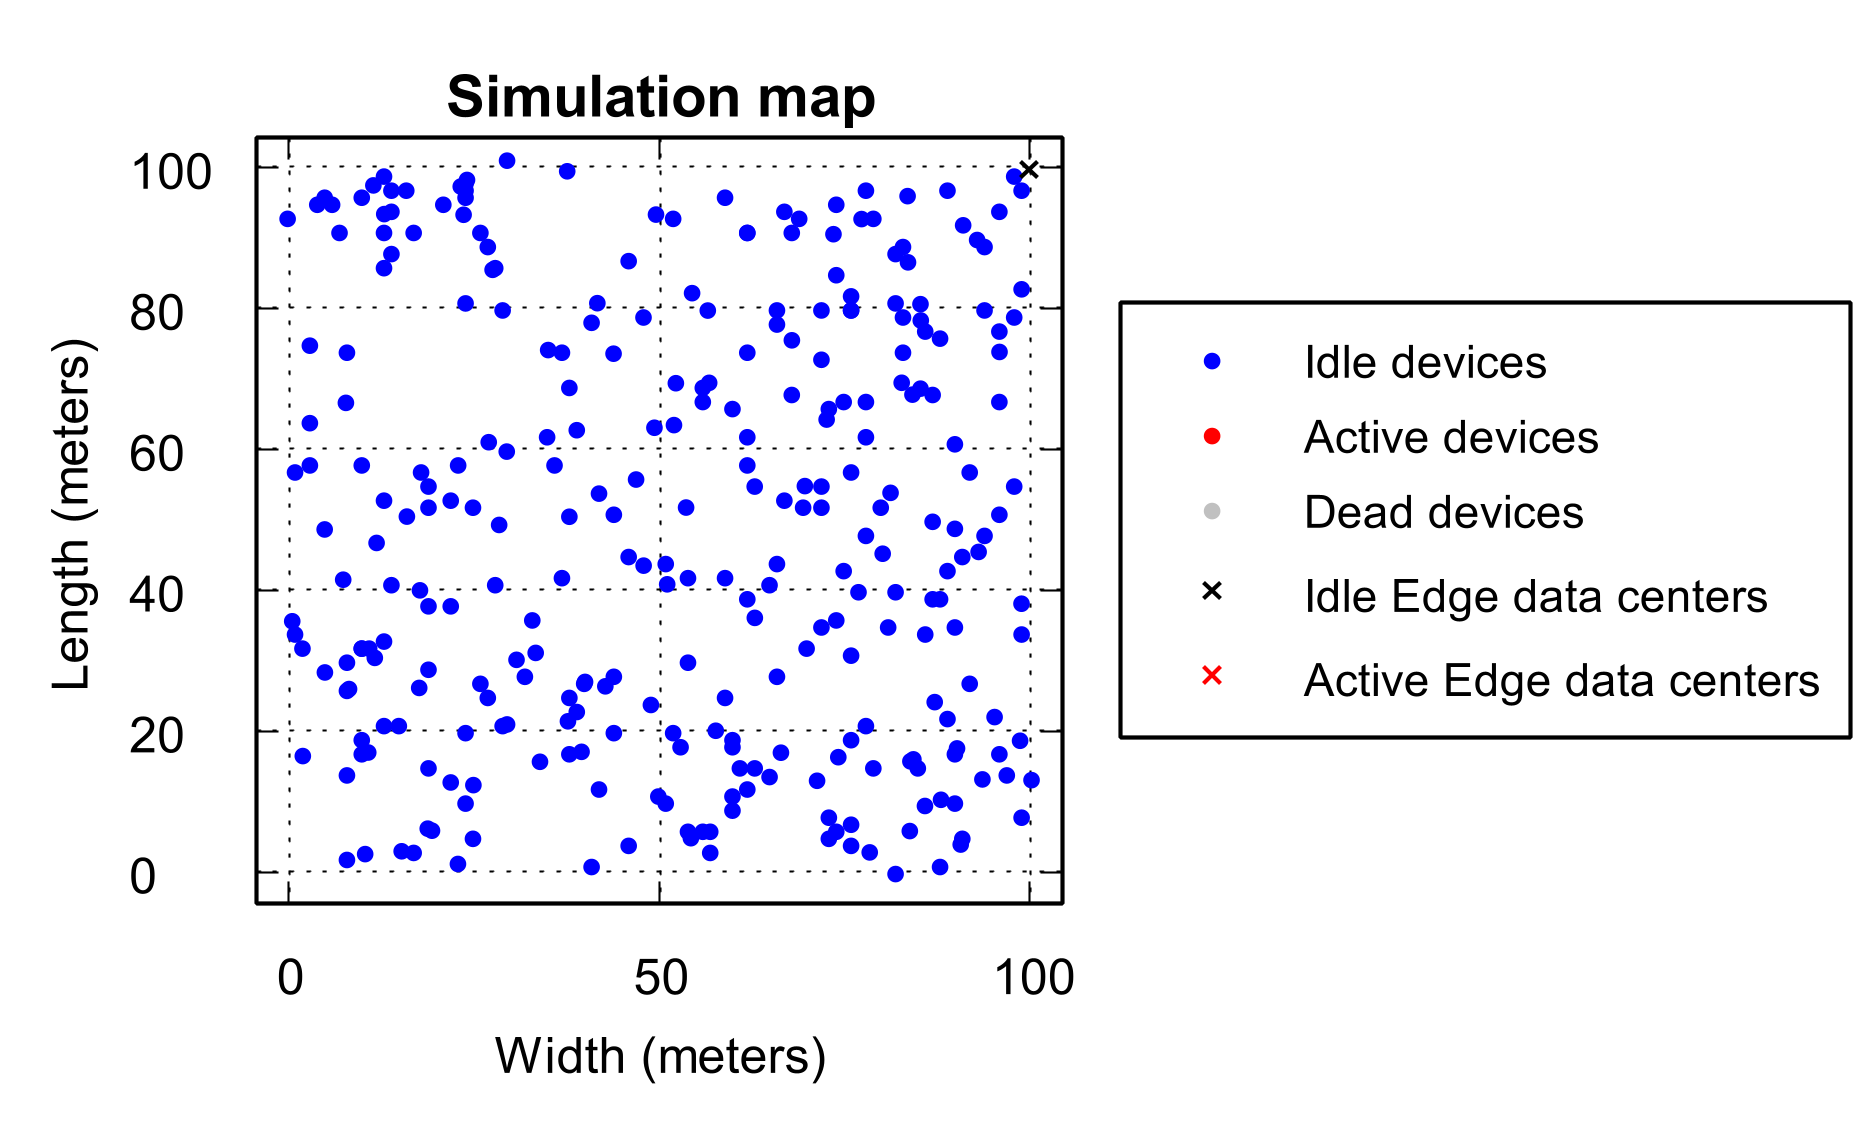 Simulation map
100
80
60
40
20
0
Length (meters)
0 50 100
Width (meters)
Idle devices
Active devices
Dead devices
Idle Edge data centers
Active Edge data centers